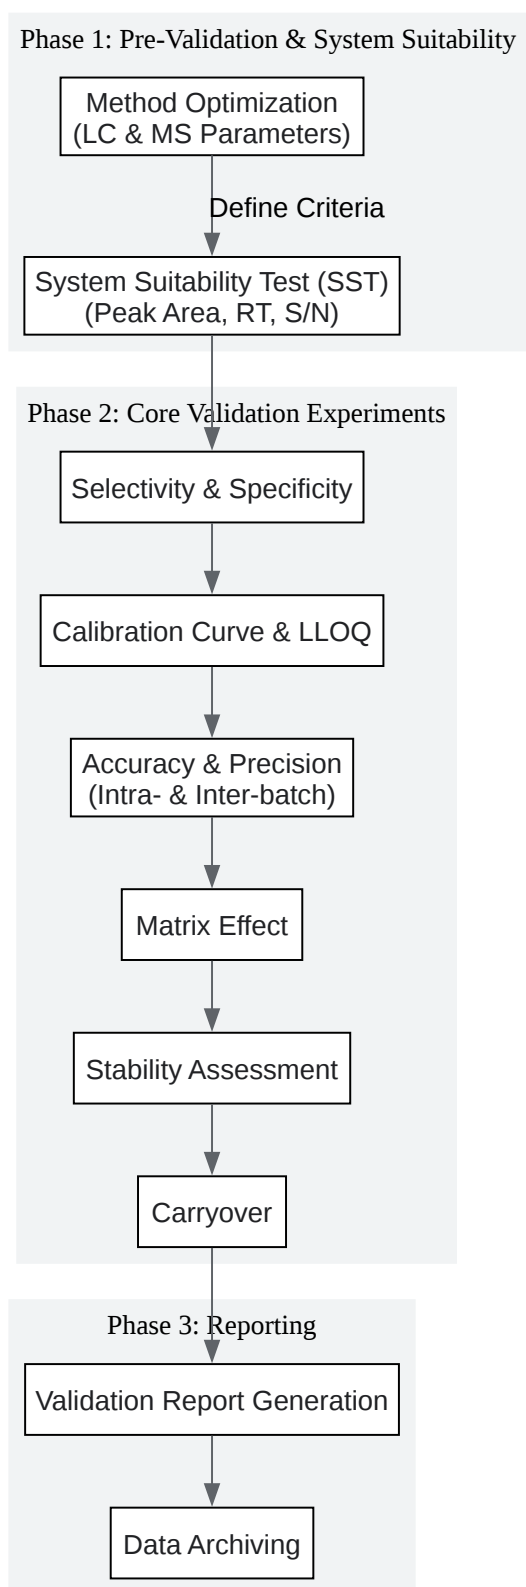 Phase 1: Pre-Validation & System Suitability
Method Optimization
(LC & MS Parameters)
Define Criteria
System Suitability Test (SST)
(Peak Area, RT, S/N)
Phase 2: Core Validation Experiments
Selectivity & Specificity
Calibration Curve & LLOQ
Accuracy & Precision
(Intra- & Inter-batch)
Matrix Effect
Stability Assessment
Carryover
Phase 3: Reporting
Validation Report Generation
Data Archiving